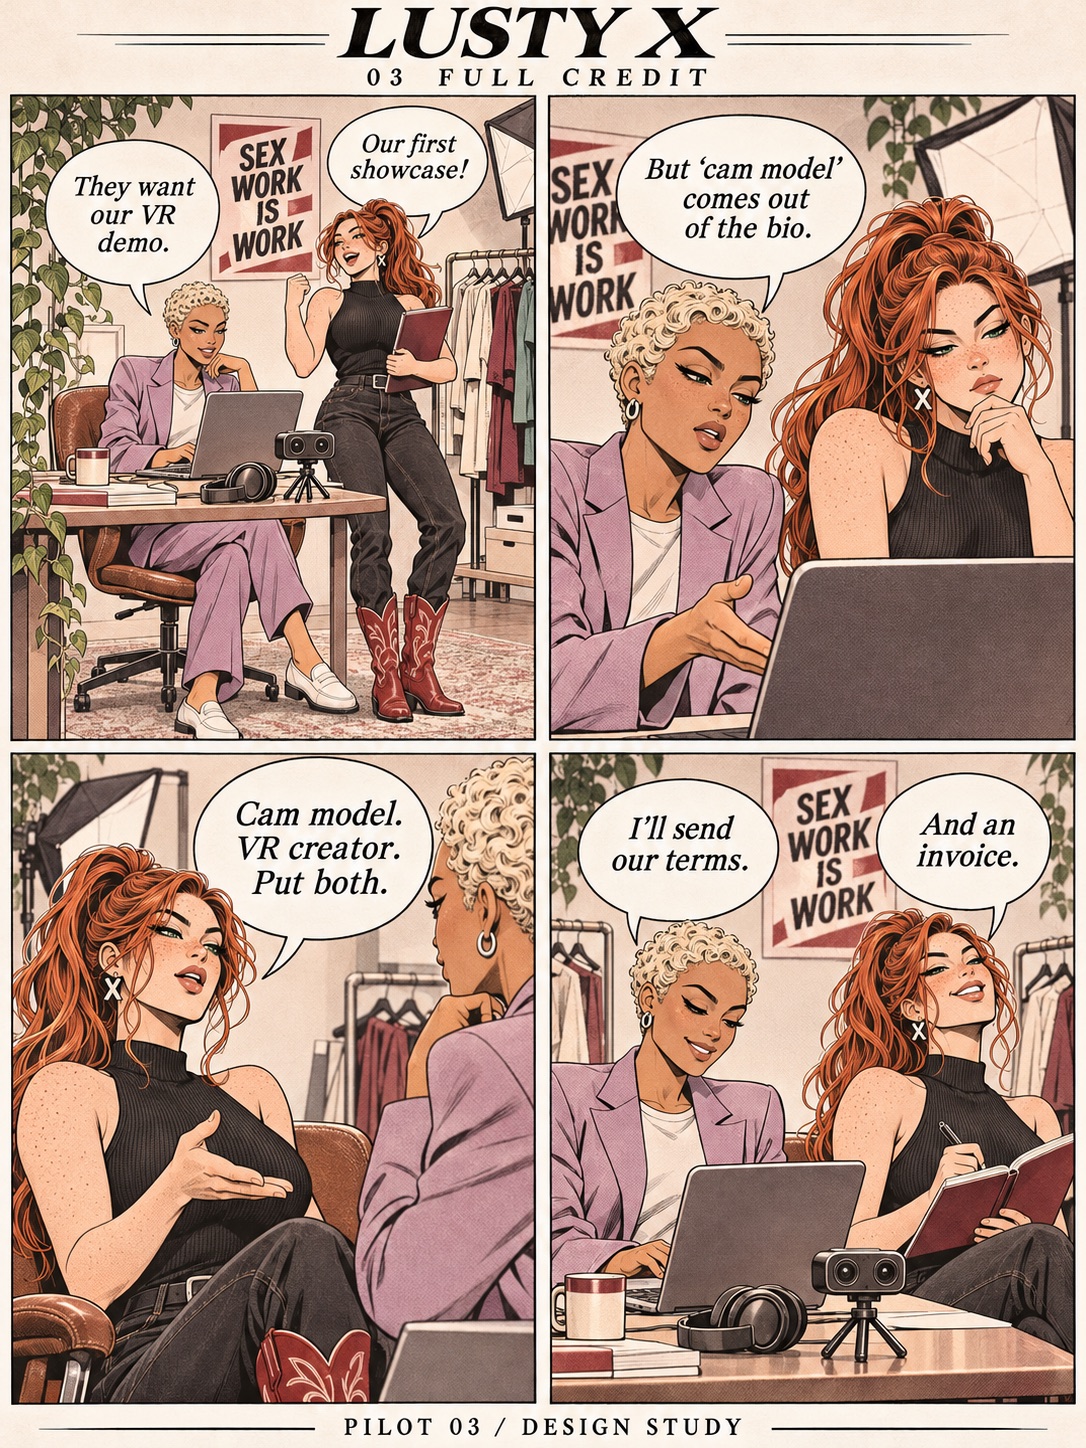 LUSTY X
03 FULL CREDIT
They want
our VR
demo.
SEX
WORK
IS
WORK
Our first
showcase!
X
SEX
WORK
IS
WORK
But ‘cam model’
comes out
of the bio.
X
Cam model.
VR creator.
Put both.
X
I’ll send
our terms.
SEX
WORK
IS
WORK
And an
invoice.
X
PILOT 03 / DESIGN STUDY